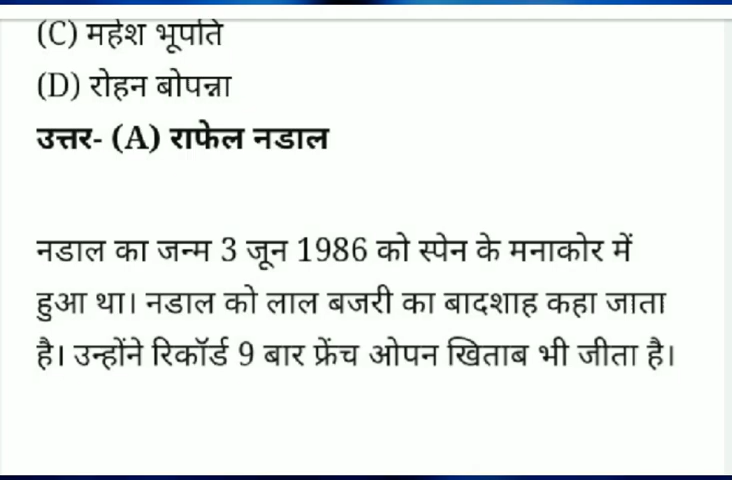 (C) महेश भूपति
(D) रोहन बोपन्ना
उत्तर- (A) राफेल नडाल
नडाल का जन्म 3 जून 1986 को स्पेन के मनाकोर में
हुआ था। नडाल को लाल बजरी का बादशाह कहा जाता
है। उन्होंने रिकॉर्ड 9 बार फ्रेंच ओपन खिताब भी जीता है।